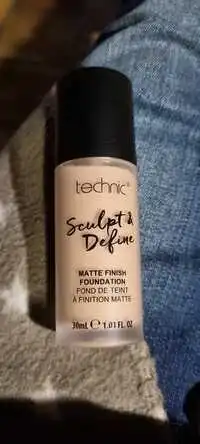 technic®
Sculpt &
Define
MATTE FINISH
FOUNDATION
FOND DE TEINT
À FINITION MATTE
30mL ℮ 1.01 FL. OZ